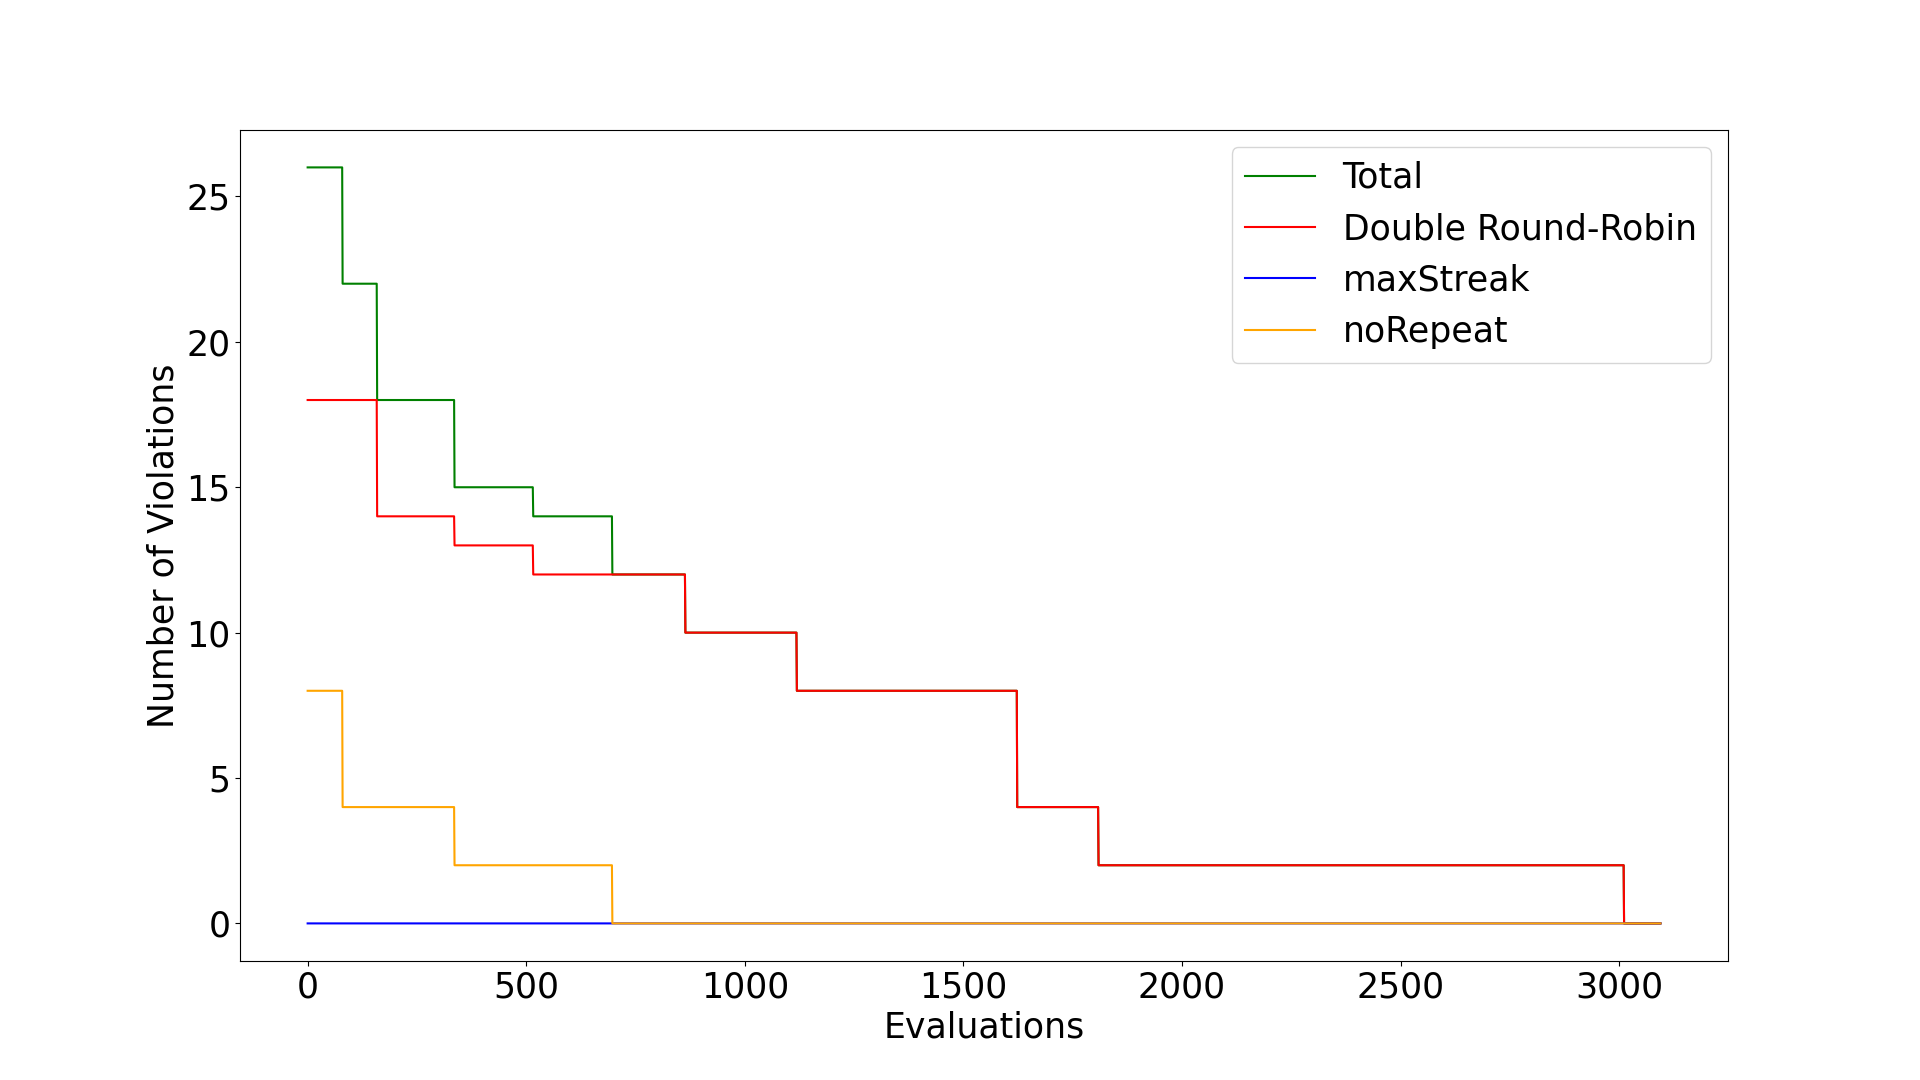 Total
Double Round-Robin
maxStreak
noRepeat
25
20
15
10
5
0
Number of Violations
0 500 1000 1500 2000 2500 3000
Evaluations